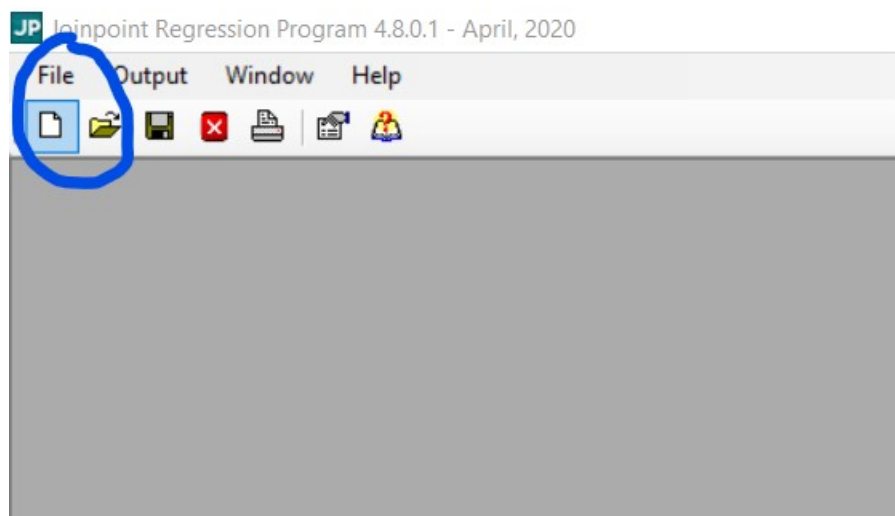 JP Joinpoint Regression Program 4.8.0.1 - April, 2020
File Output Window Help